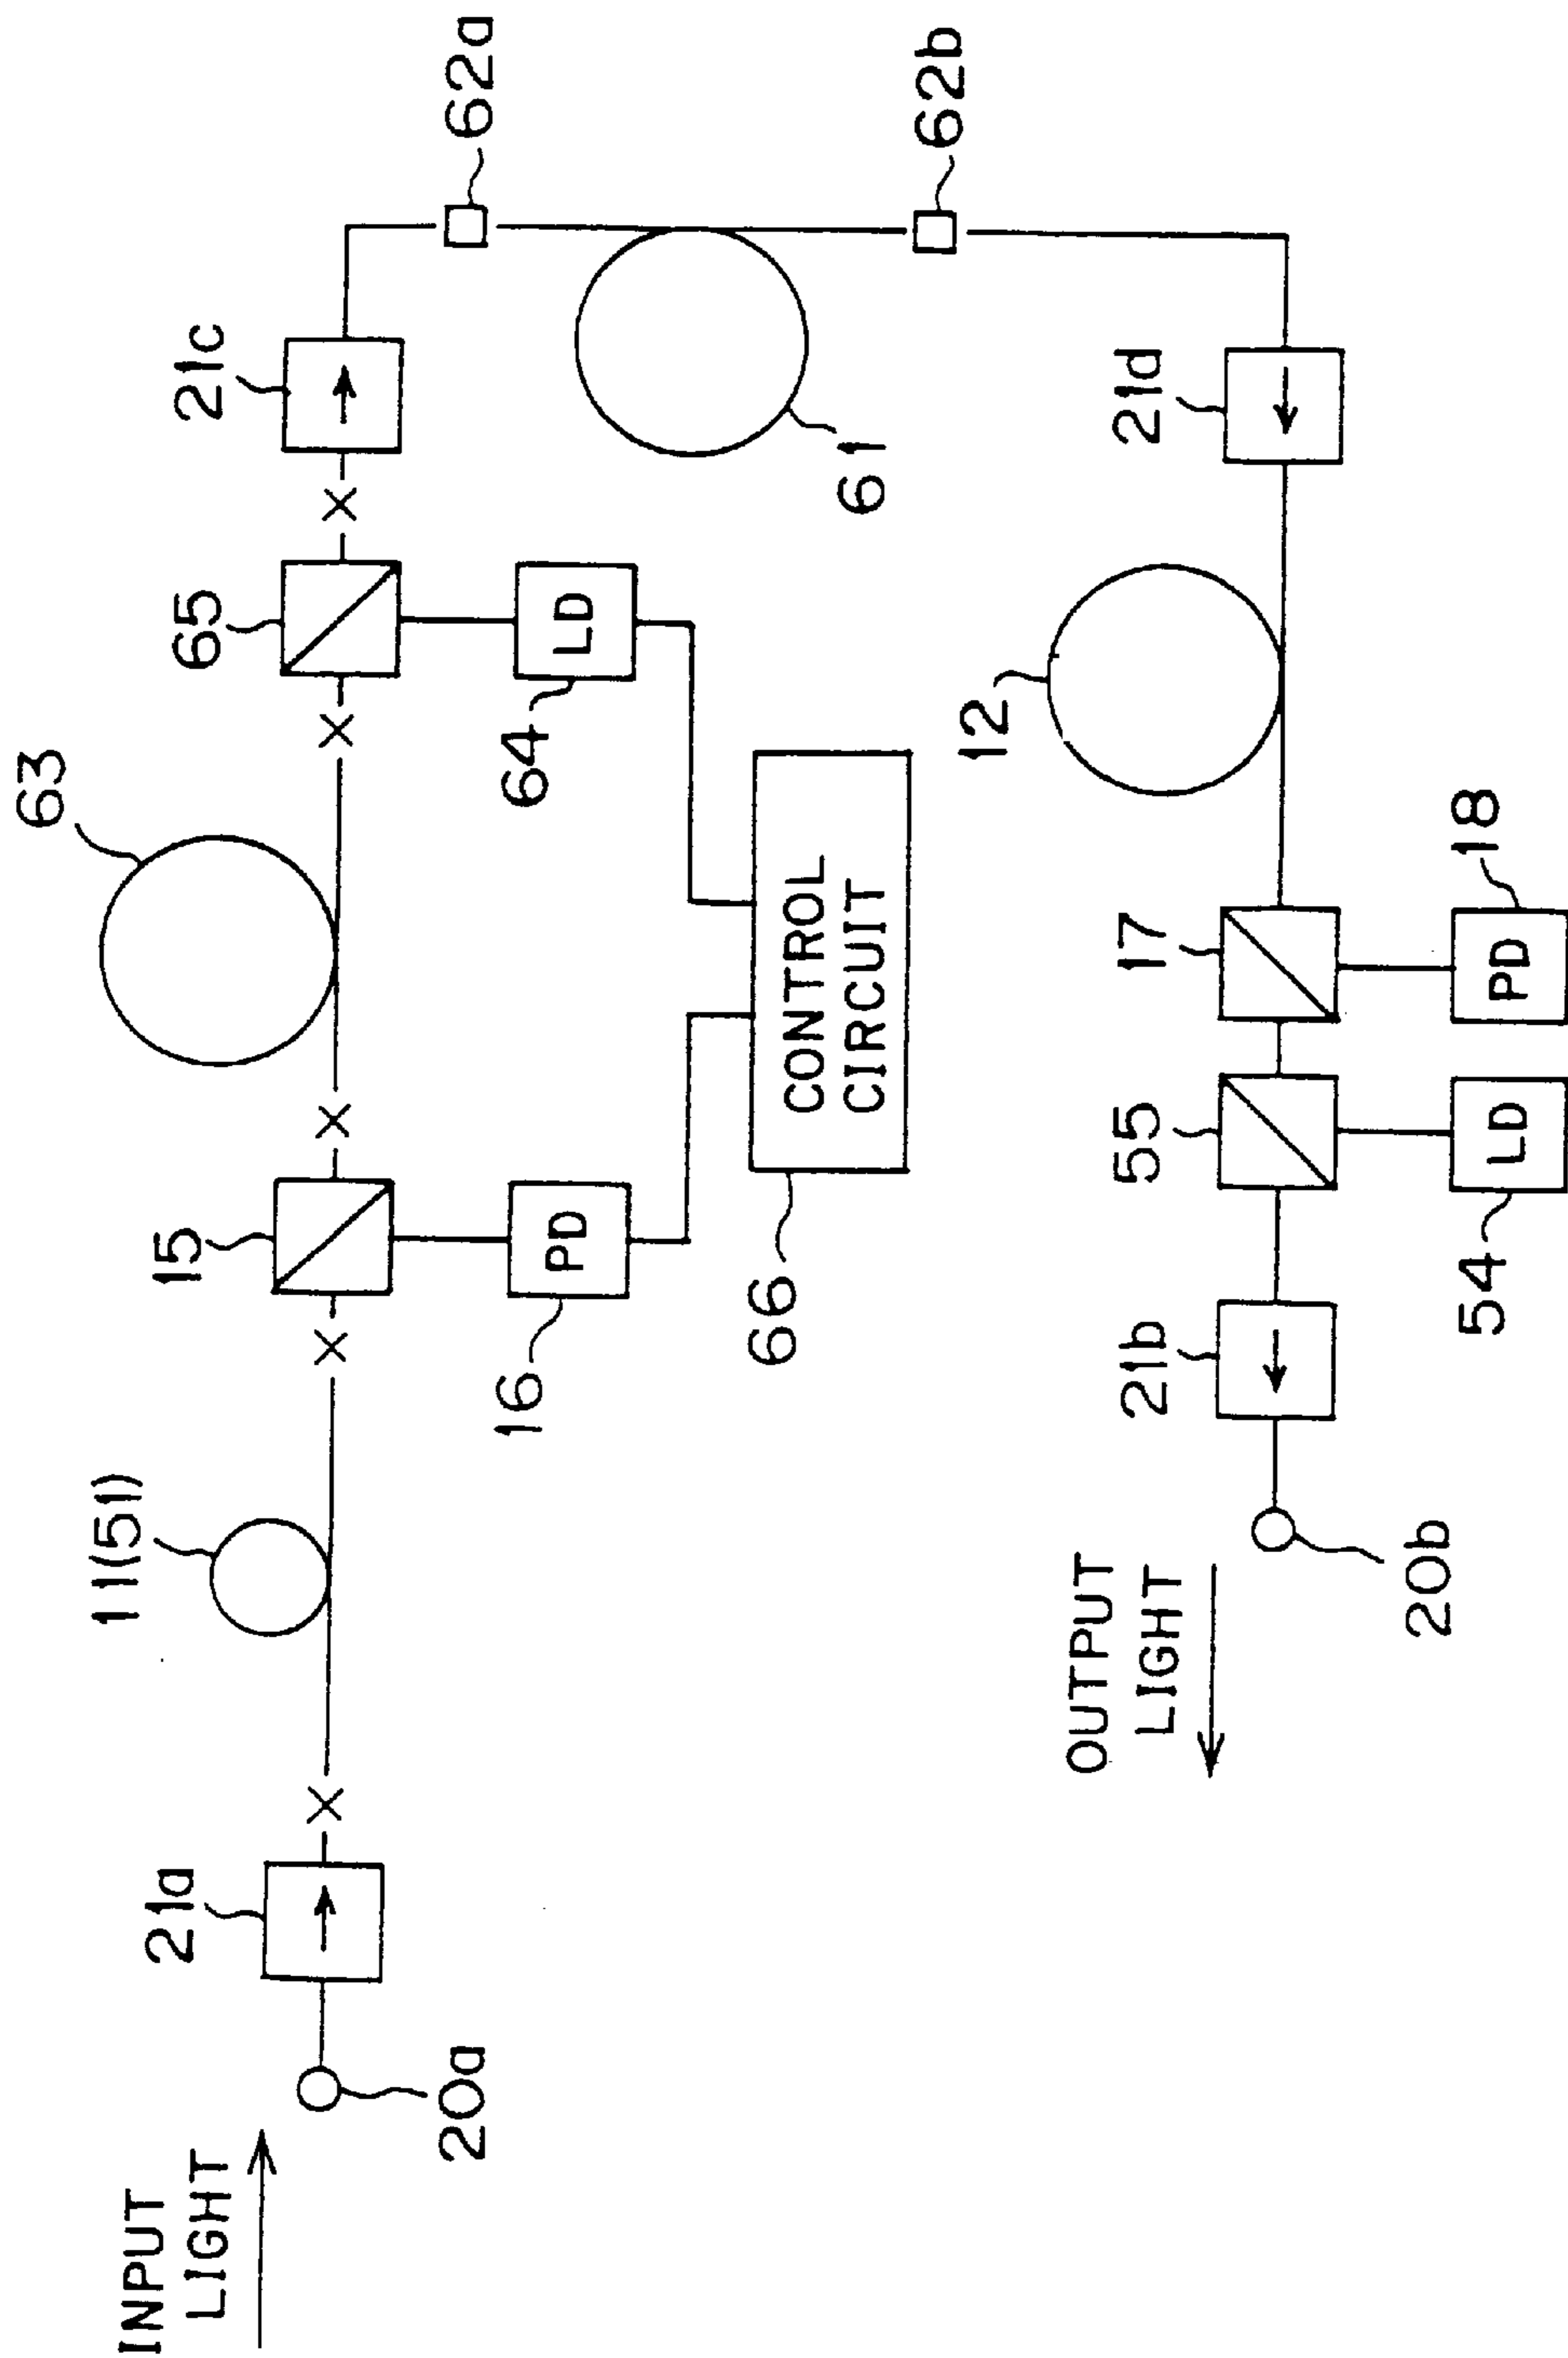 63
65
21c
62a
11(51)
15
64
LD
16
PD
61
62b
21a
CONTROL
CIRCUIT
66
INPUT
LIGHT
20a
12
21d
OUTPUT
LIGHT
21b
55
17
20b
54
LD
PD
18